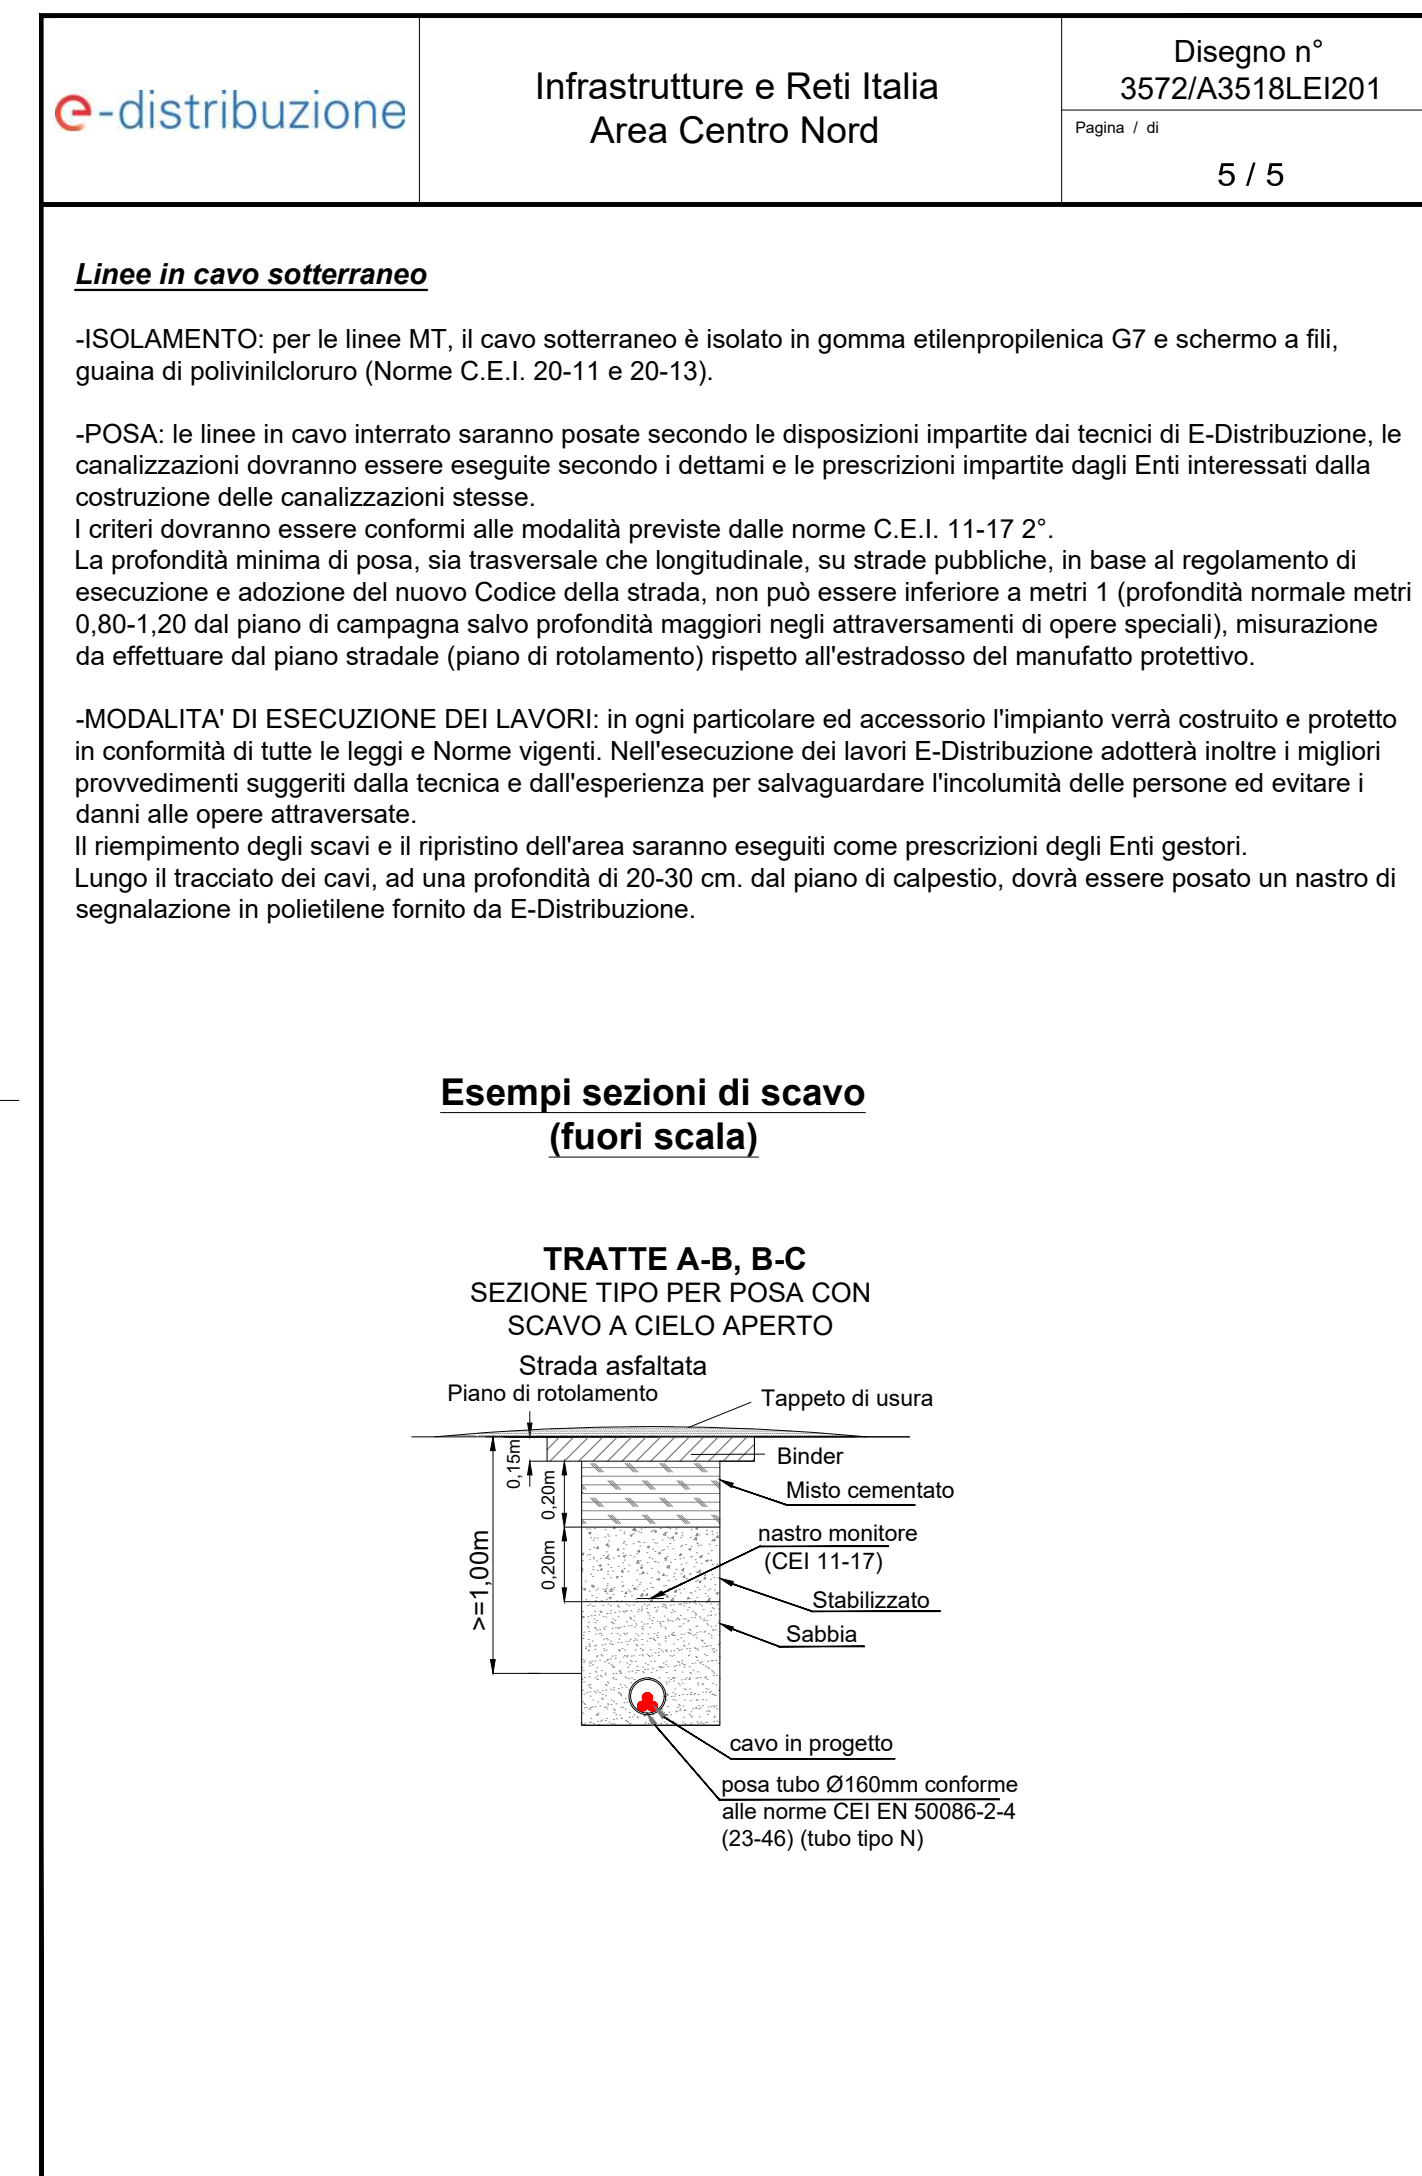 e-distribuzione
Infrastrutture e Reti Italia
Area Centro Nord
Disegno n°
3572/A3518LEI201
Pagina / di
5 / 5
Linee in cavo sotterraneo
-ISOLAMENTO: per le linee MT, il cavo sotterraneo è isolato in gomma etilenpropilenica G7 e schermo a fili,
guaina di polivinilcloruro (Norme C.E.I. 20-11 e 20-13).
-POSA: le linee in cavo interrato saranno posate secondo le disposizioni impartite dai tecnici di E-Distribuzione, le
canalizzazioni dovranno essere eseguite secondo i dettami e le prescrizioni impartite dagli Enti interessati dalla
costruzione delle canalizzazioni stesse.
I criteri dovranno essere conformi alle modalità previste dalle norme C.E.I. 11-17 2°.
La profondità minima di posa, sia trasversale che longitudinale, su strade pubbliche, in base al regolamento di
esecuzione e adozione del nuovo Codice della strada, non può essere inferiore a metri 1 (profondità normale metri
0,80-1,20 dal piano di campagna salvo profondità maggiori negli attraversamenti di opere speciali), misurazione
da effettuare dal piano stradale (piano di rotolamento) rispetto all'estradosso del manufatto protettivo.
-MODALITA' DI ESECUZIONE DEI LAVORI: in ogni particolare ed accessorio l'impianto verrà costruito e protetto
in conformità di tutte le leggi e Norme vigenti. Nell'esecuzione dei lavori E-Distribuzione adotterà inoltre i migliori
provvedimenti suggeriti dalla tecnica e dall'esperienza per salvaguardare l'incolumità delle persone ed evitare i
danni alle opere attraversate.
Il riempimento degli scavi e il ripristino dell'area saranno eseguiti come prescrizioni degli Enti gestori.
Lungo il tracciato dei cavi, ad una profondità di 20-30 cm. dal piano di calpestio, dovrà essere posato un nastro di
segnalazione in polietilene fornito da E-Distribuzione.
Esempi sezioni di scavo
(fuori scala)
TRATTE A-B, B-C
SEZIONE TIPO PER POSA CON
SCAVO A CIELO APERTO
Strada asfaltata
Piano di rotolamento
Tappeto di usura
0,15m
Binder
0,20m
Misto cementato
nastro monitore
(CEI 11-17)
0,20m
>=1,00m
Stabilizzato
Sabbia
cavo in progetto
posa tubo Ø160mm conforme
alle norme CEI EN 50086-2-4
(23-46) (tubo tipo N)